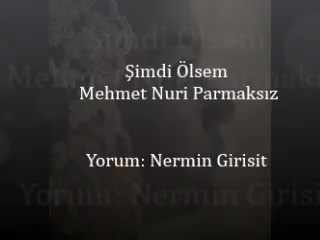 Şimdi Ölsem
Mehmet Nuri Parmaksız
Yorum: Nermin Girisit